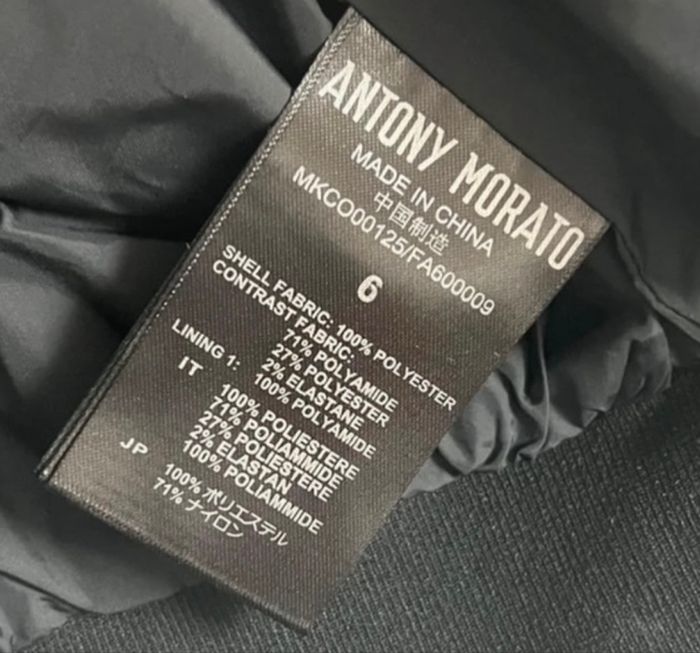 ANTONY MORATO
MADE IN CHINA
中国制造
MKCO00125/FA600009
6
SHELL FABRIC: 100% POLYESTER
CONTRAST FABRIC:
71% POLYAMIDE
27% POLYESTER
2% ELASTANE
LINING 1: 100% POLYAMIDE
IT
100% POLIESTERE
71% POLIAMMIDE
27% POLIESTERE
2% ELASTAN
100% POLIAMMIDE
JP
100% ポリエステル
71% ナイロン